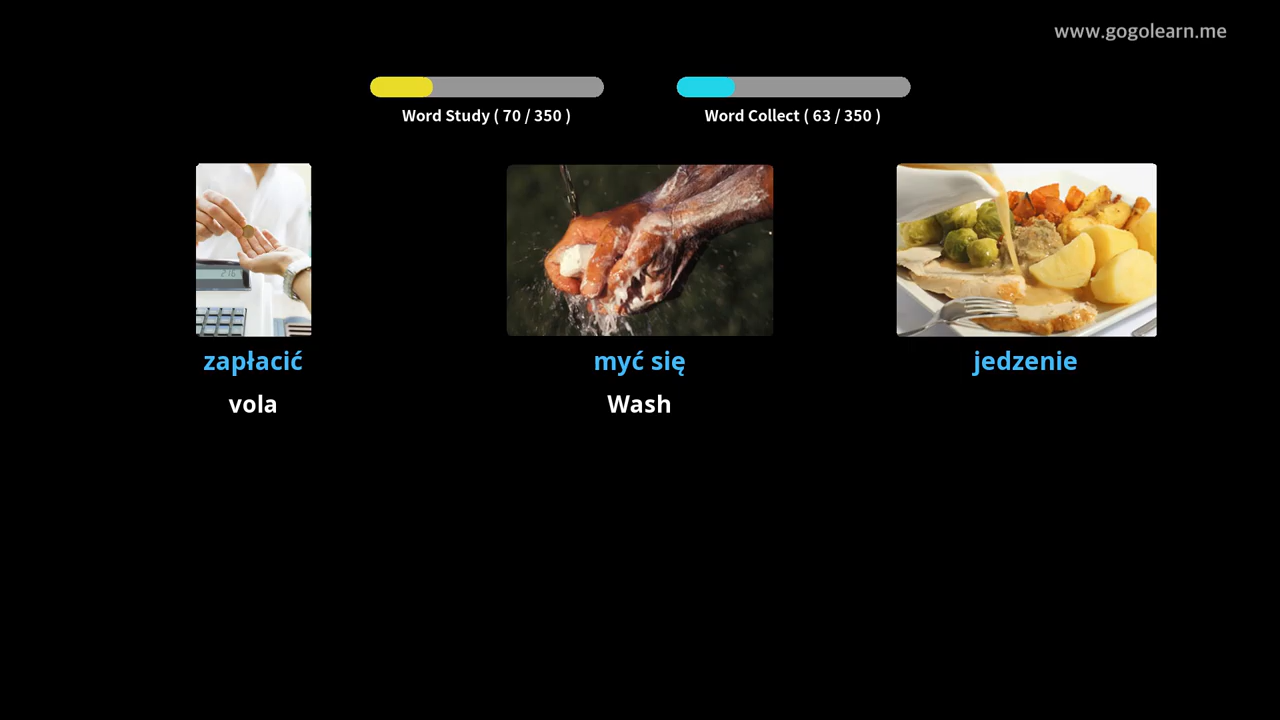 www.gogolearn.me
Word Study ( 70 / 350 )
Word Collect ( 63 / 350 )
zapłacić
vola
myć się
Wash
jedzenie